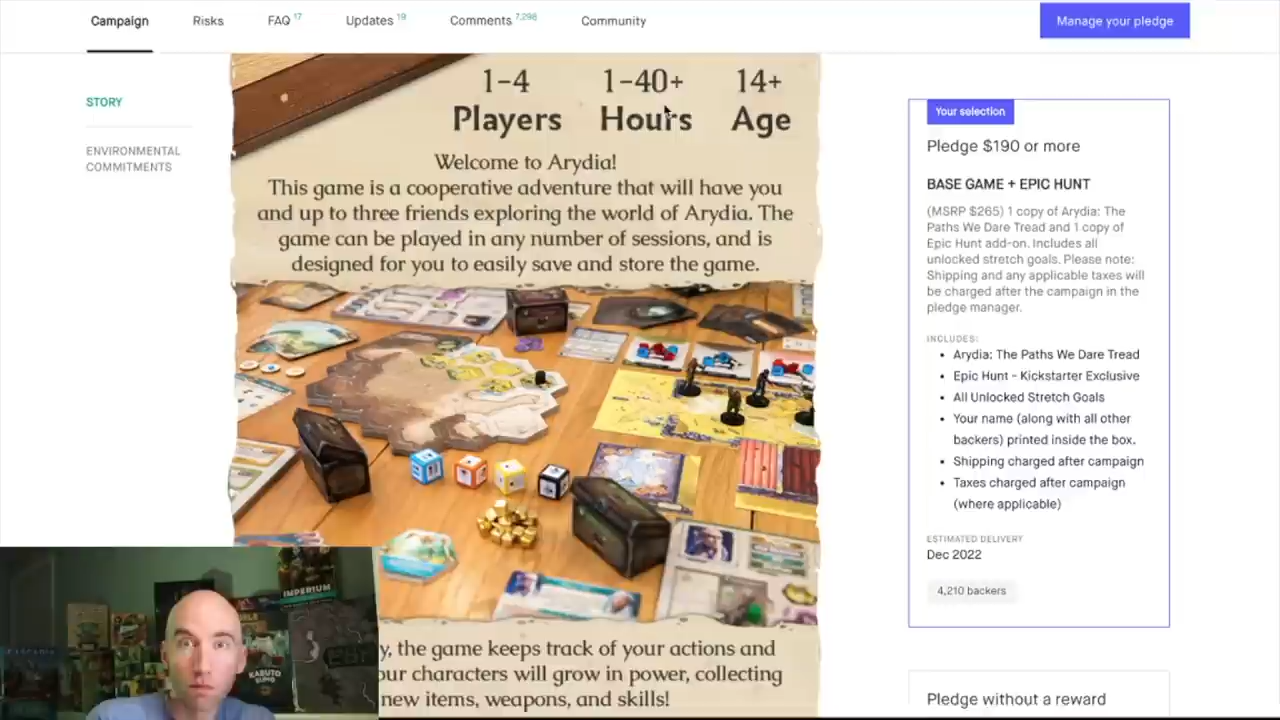 Campaign
Risks
FAQ 17
Updates 19
Comments 7,298
Community
Manage your pledge
STORY
ENVIRONMENTAL
COMMITMENTS
1-4
Players
1-40+
Hours
14+
Age
Welcome to Arydia!
This game is a cooperative adventure that will have you
and up to three friends exploring the world of Arydia. The
game can be played in any number of sessions, and is
designed for you to easily save and store the game.
y, the game keeps track of your actions and
our characters will grow in power, collecting
new items, weapons, and skills!
Your selection
Pledge $190 or more
BASE GAME + EPIC HUNT
(MSRP $265) 1 copy of Arydia: The
Paths We Dare Tread and 1 copy of
Epic Hunt add-on. Includes all
unlocked stretch goals. Please note:
Shipping and any applicable taxes will
be charged after the campaign in the
pledge manager.
INCLUDES:
• Arydia: The Paths We Dare Tread
• Epic Hunt - Kickstarter Exclusive
• All Unlocked Stretch Goals
• Your name (along with all other
backers) printed inside the box.
• Shipping charged after campaign
• Taxes charged after campaign
(where applicable)
ESTIMATED DELIVERY
Dec 2022
4,210 backers
Pledge without a reward
IMPERIUM
KABUTO
SUMO